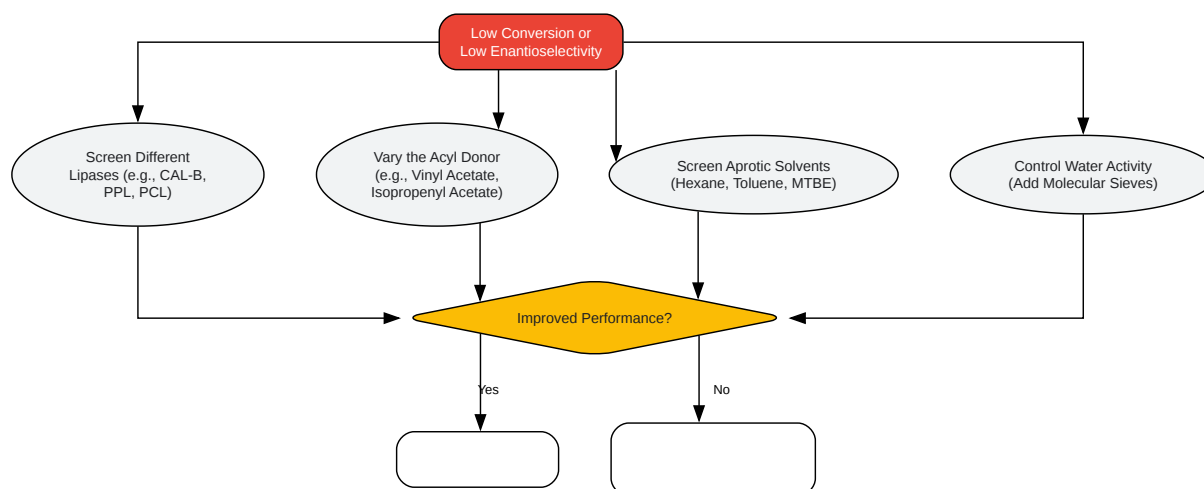 Low Conversion or
Low Enantioselectivity
Screen Different
Lipases (e.g., CAL-B,
PPL, PCL)
Vary the Acyl Donor
(e.g., Vinyl Acetate,
Isopropenyl Acetate)
Screen Aprotic Solvents
(Hexane, Toluene, MTBE)
Control Water Activity
(Add Molecular Sieves)
Improved Performance?
Yes
No